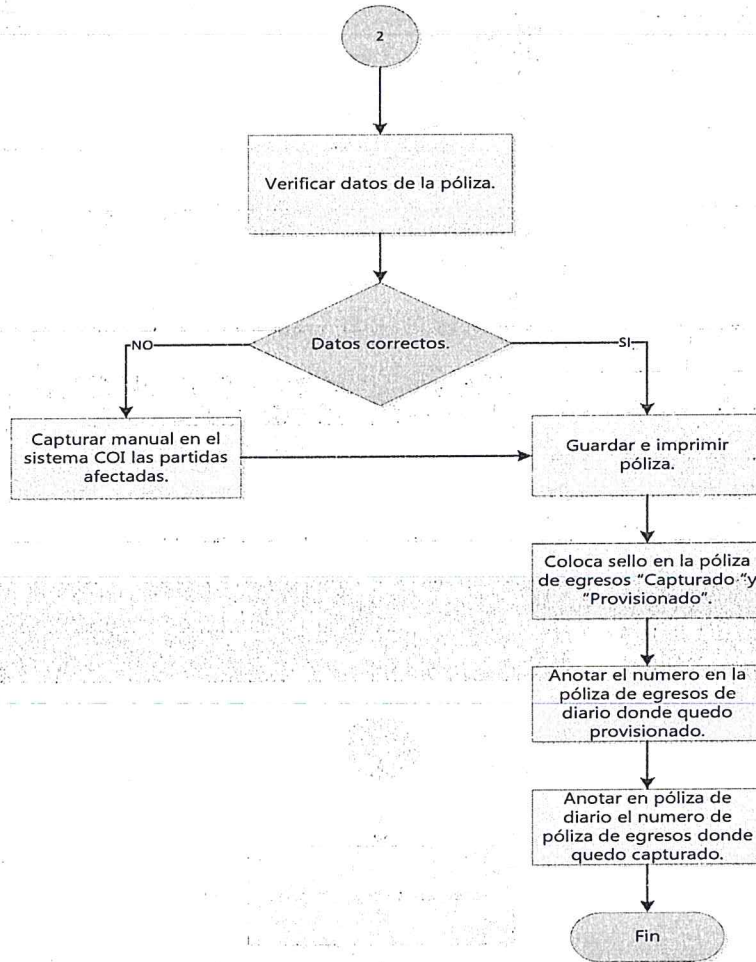 2
Verificar datos de la póliza.
Datos correctos.
NO
SI
Capturar manual en el
sistema COI las partidas
afectadas.
Guardar e imprimir
póliza.
Coloca sello en la póliza
de egresos "Capturado "y
"Provisionado".
Anotar el numero en la
póliza de egresos de
diario donde quedo
provisionado.
Anotar en póliza de
diario el numero de
póliza de egresos donde
quedo capturado.
Fin